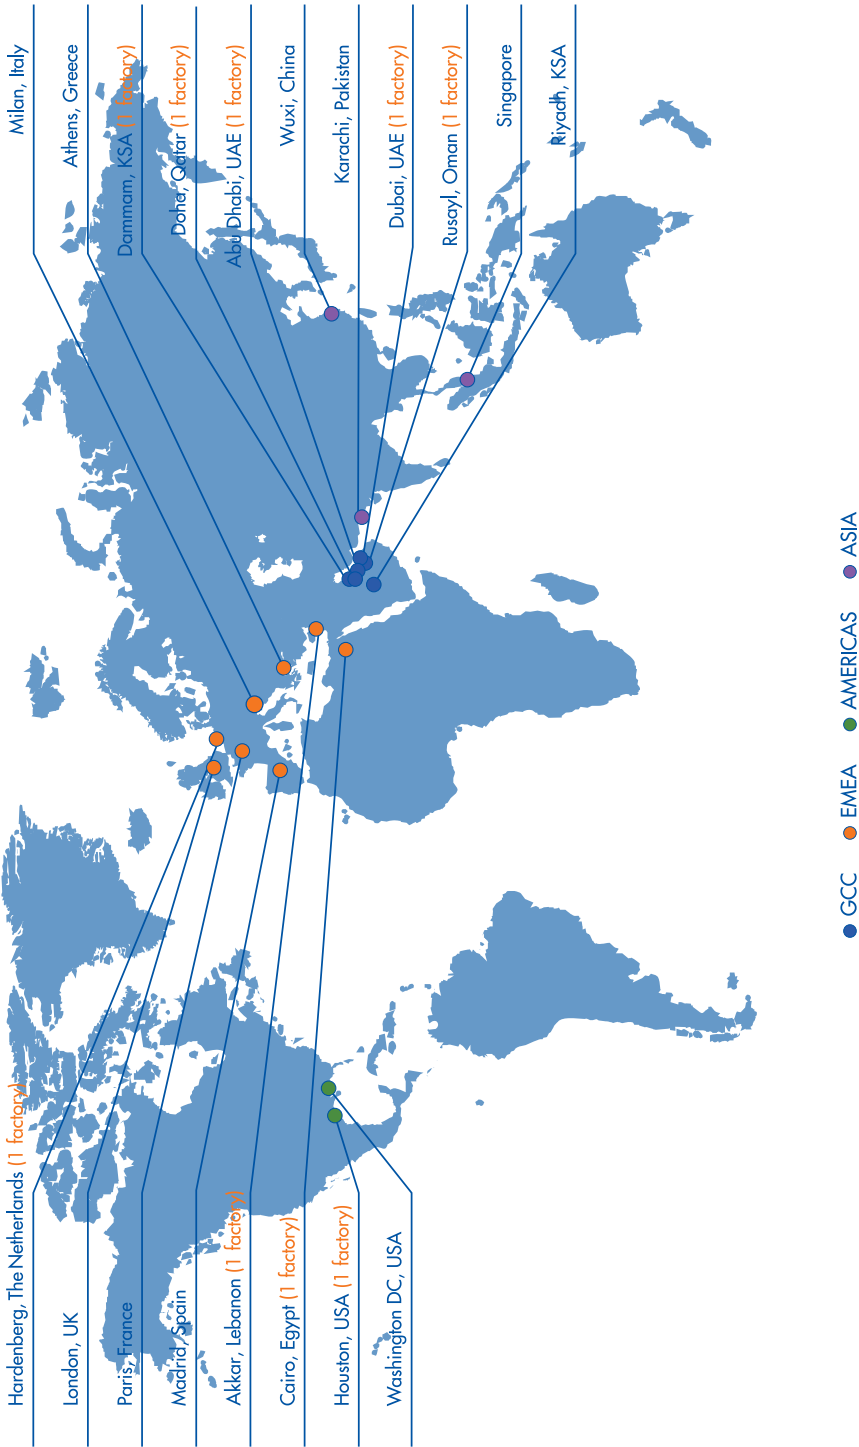 Hardenberg, The Netherlands (1 factory)
London, UK
Paris, France
Madrid, Spain
Akkar, Lebanon (1 factory)
Cairo, Egypt (1 factory)
Houston, USA (1 factory)
Washington DC, USA
Milan, Italy
Athens, Greece
Dammam, KSA (1 factory)
Doha, Qatar (1 factory)
Abu Dhabi, UAE (1 factory)
Wuxi, China
Karachi, Pakistan
Dubai, UAE (1 factory)
Rusayl, Oman (1 factory)
Singapore
Riyadh, KSA
GCC EMEA AMERICAS ASIA